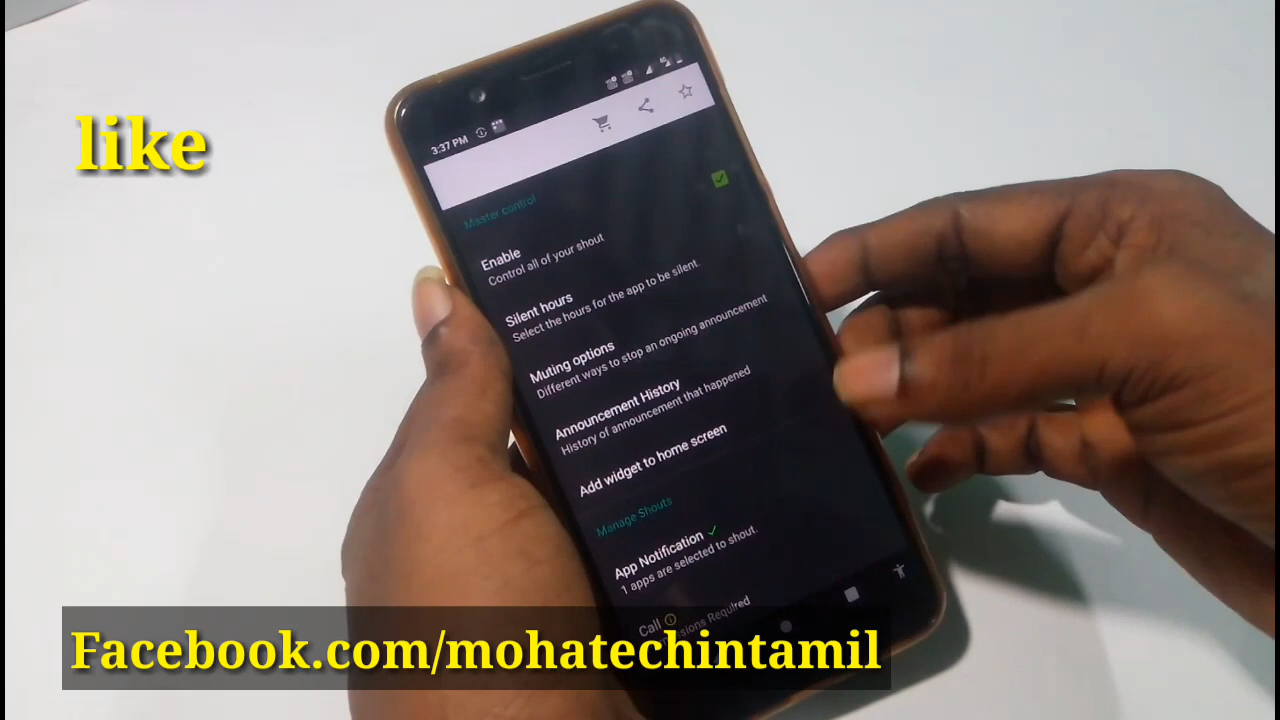 like
3:37 PM
Master control
Enable
Control all of your shout
Silent hours
Select the hours for the app to be silent.
Muting options
Different ways to stop an ongoing announcement
Announcement History
History of announcement that happened
Add widget to home screen
Manage Shouts
App Notification
1 apps are selected to shout.
Call
Required
Facebook.com/mohatechintamil